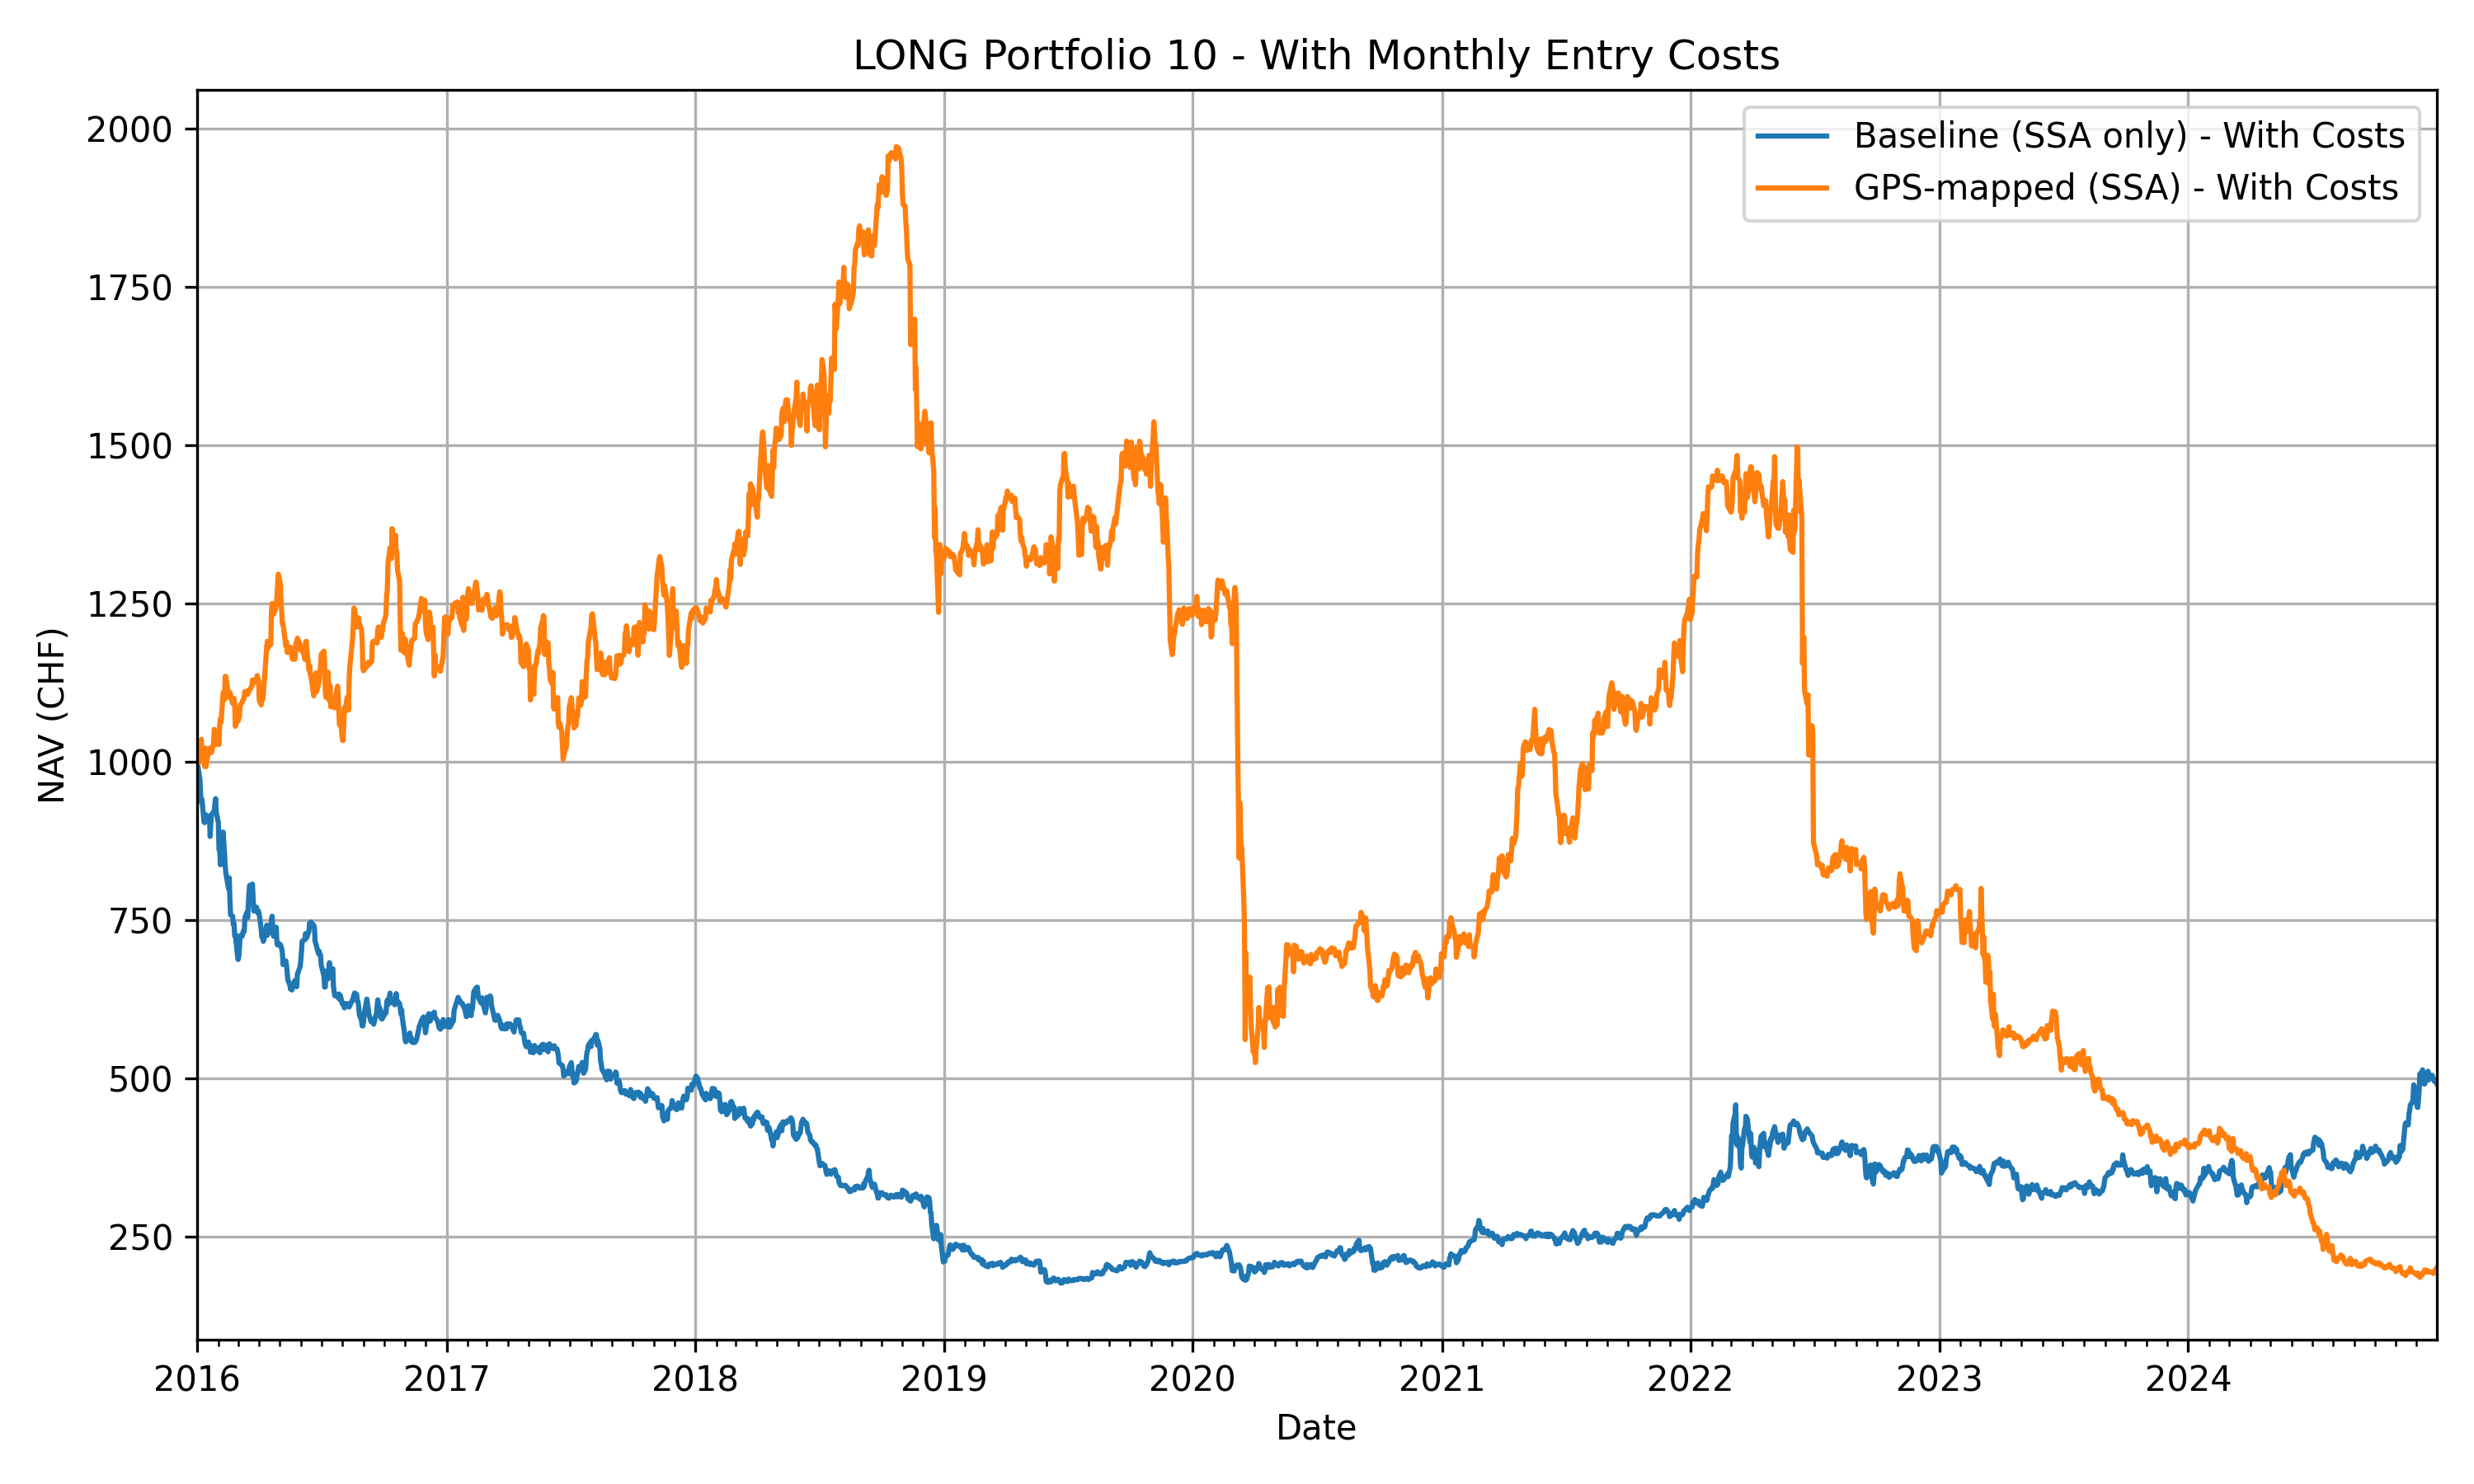 LONG Portfolio 10 - With Monthly Entry Costs
Baseline (SSA only) - With Costs
GPS-mapped (SSA) - With Costs
NAV (CHF)
2000
1750
1500
1250
1000
750
500
250
2016 2017 2018 2019 2020 2021 2022 2023 2024
Date